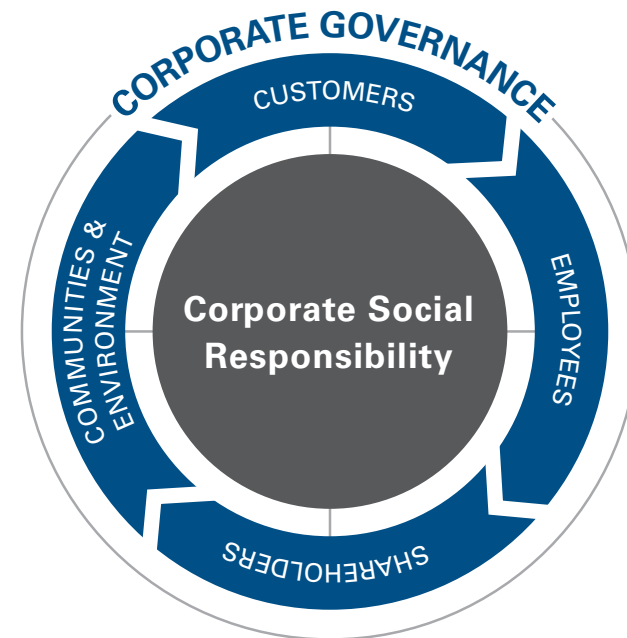 CORPORATE GOVERNANCE
CUSTOMERS
EMPLOYEES
SHAREHOLDERS
COMMUNITIES &
ENVIRONMENT
Corporate Social
Responsibility